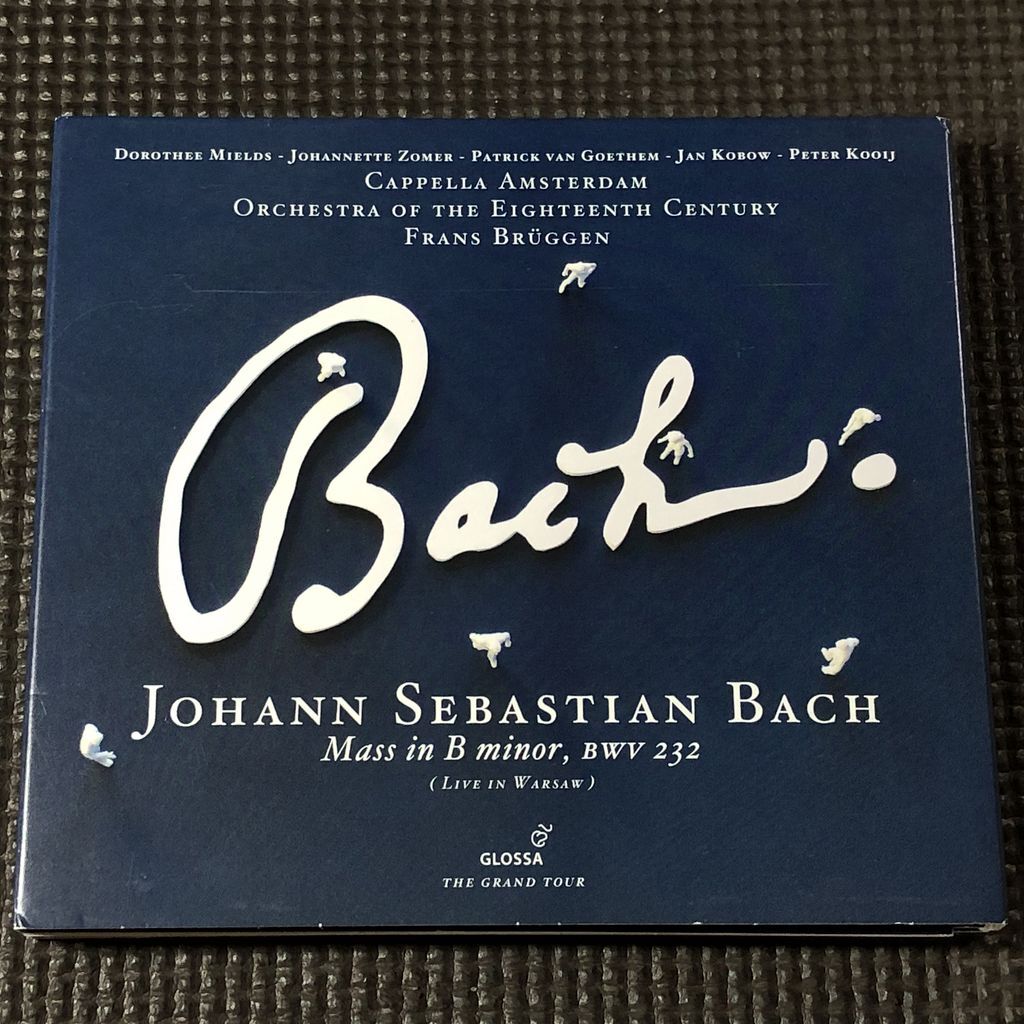 Dorothee Mields - Johannette Zomer - Patrick van Goethem - Jan Kobow - Peter Kooij
Cappella Amsterdam
Orchestra of the Eighteenth Century
Frans Brüggen
Bach.
Johann Sebastian Bach
Mass in B minor, BWV 232
(Live in Warsaw)
GLOSSA
THE GRAND TOUR